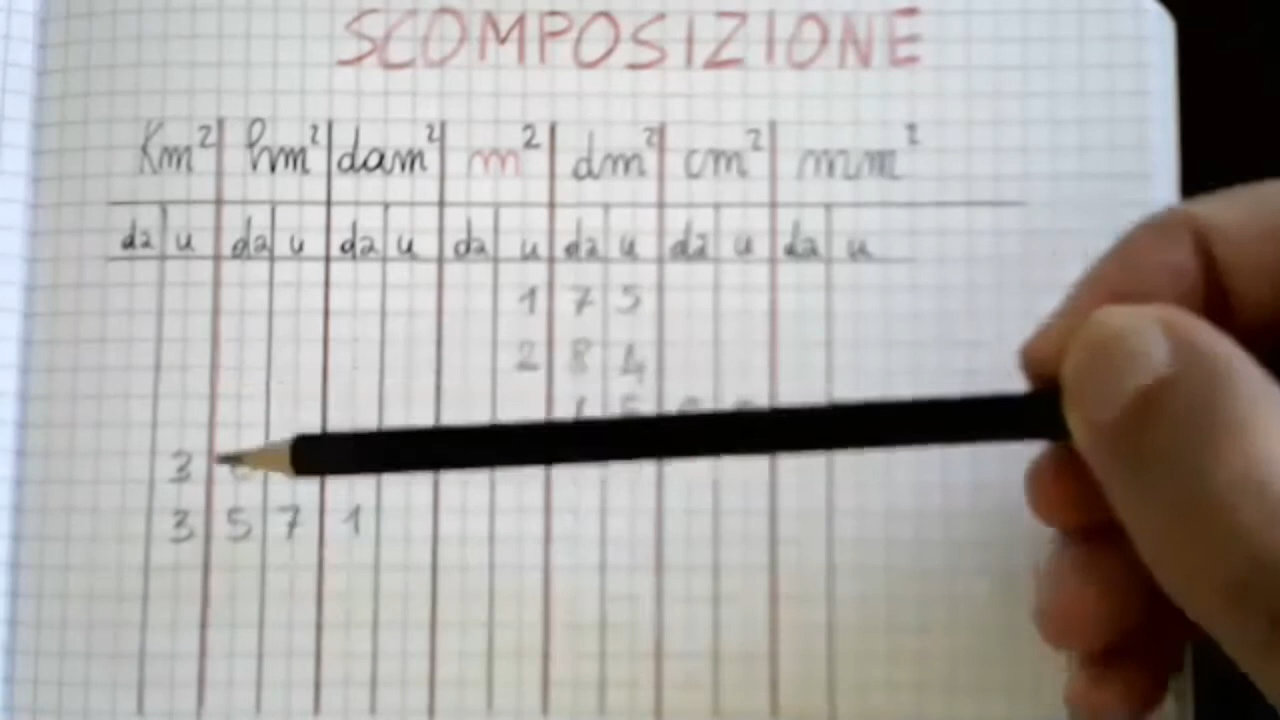 SCOMPOSIZIONE
Km² hm² dam² m² dm² cm² mm²
da u da u da u da u da u da u da u
1 7 5
2 8 4
3
3 5 7 1